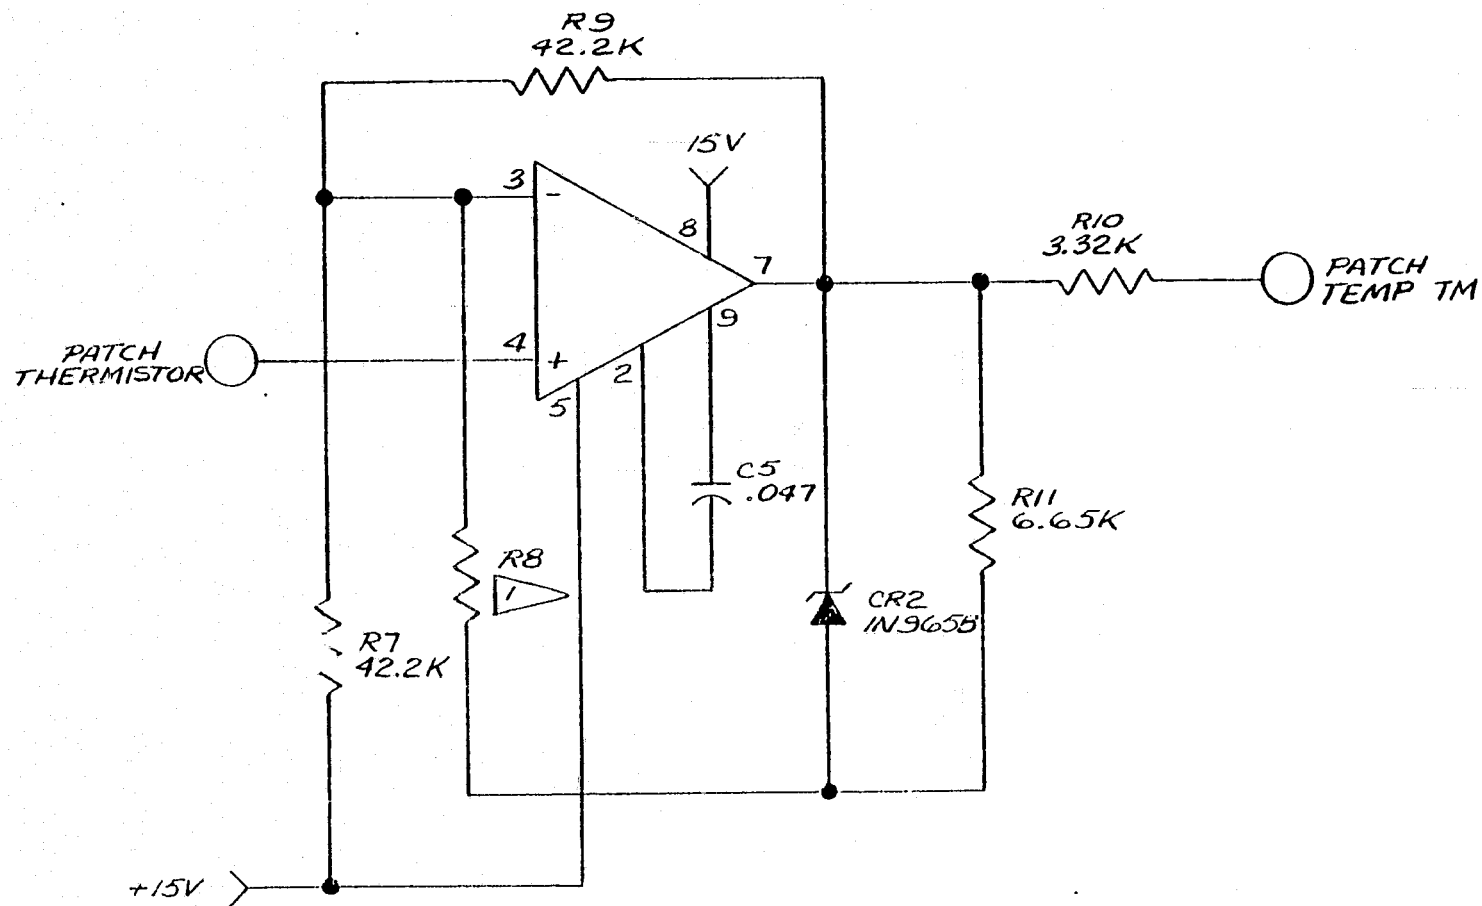 R9
42.2K
15V
3
-
8
7
R10
3.32K
PATCH
TEMP TM
9
4
+
2
5
PATCH
THERMISTOR
C5
.047
R11
6.65K
R8
1
CR2
IN965B
R7
42.2K
+15V